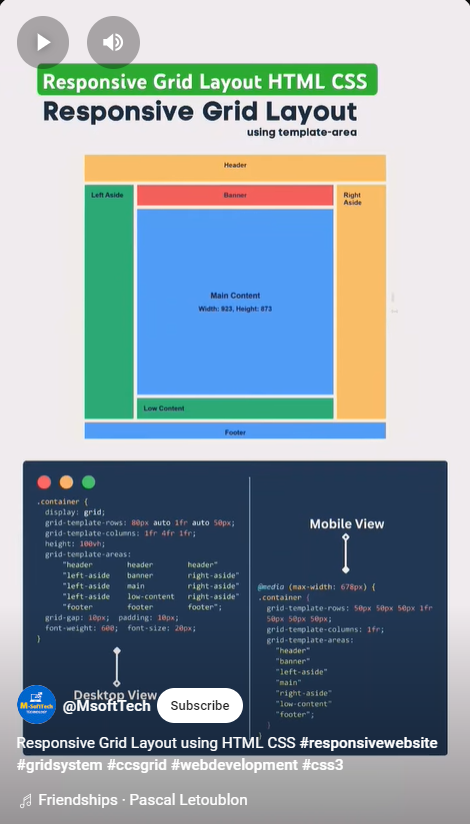 Responsive Grid Layout HTML CSS
Responsive Grid Layout
using template-area
Header
Left Aside
Banner
Right
Aside
Main Content
Width: 923, Height: 873
Low Content
Footer
.container {
display: grid;
grid-template-rows: 80px auto 1fr auto 50px;
grid-template-columns: 1fr 4fr 1fr;
height: 100vh;
grid-template-areas:
"header header header"
"left-aside banner right-aside"
"left-aside main right-aside"
"left-aside low-content right-aside"
"footer footer footer";
grid-gap: 10px; padding: 10px;
font-weight: 600; font-size: 20px;
}
Desktop View
Mobile View
@media (max-width: 678px) {
.container {
grid-template-rows: 50px 50px 50px 1fr
50px 50px 50px;
grid-template-columns: 1fr;
grid-template-areas:
"header"
"banner"
"left-aside"
"main"
"right-aside"
"low-content"
"footer";
}
}
M-SoftTech
TECHNOLOGY
@MsoftTech
Subscribe
Responsive Grid Layout using HTML CSS #responsivewebsite
#gridsystem #ccsgrid #webdevelopment #css3
Friendships · Pascal Letoublon